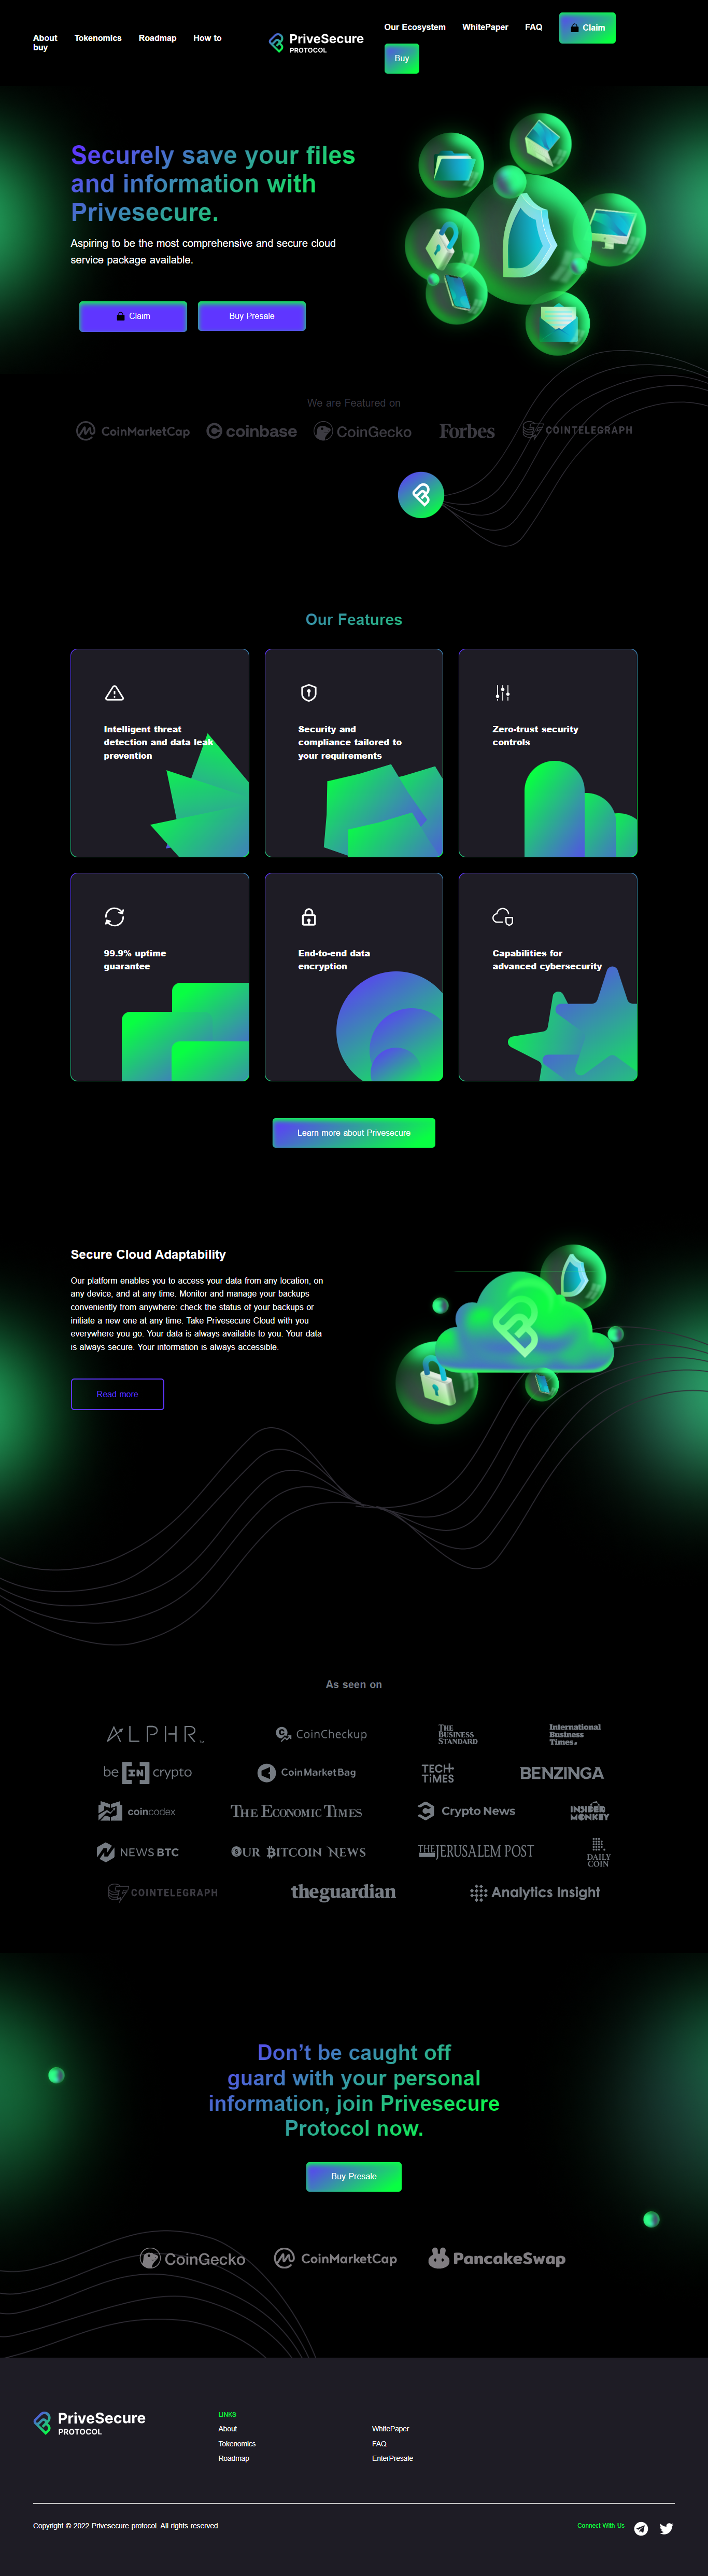 About Tokenomics Roadmap How to
buy
PriveSecure
PROTOCOL
Our Ecosystem WhitePaper FAQ Claim
Buy
Securely save your files
and information with
Privesecure.
Aspiring to be the most comprehensive and secure cloud
service package available.
Claim Buy Presale
We are Featured on
CoinMarketCap coinbase CoinGecko Forbes COINTELEGRAPH
Our Features
Intelligent threat
detection and data leak
prevention
Security and
compliance tailored to
your requirements
Zero-trust security
controls
99.9% uptime
guarantee
End-to-end data
encryption
Capabilities for
advanced cybersecurity
Learn more about Privesecure
Secure Cloud Adaptability
Our platform enables you to access your data from any location, on
any device, and at any time. Monitor and manage your backups
conveniently from anywhere: check the status of your backups or
initiate a new one at any time. Take Privesecure Cloud with you
everywhere you go. Your data is always available to you. Your data
is always secure. Your information is always accessible.
Read more
As seen on
ALPHR™ CoinCheckup
THE
BUSINESS
STANDARD
International
Business
Times.
be IN crypto CoinMarketBag
TECH
TIMES
BENZINGA
coincodex THE ECONOMIC TIMES Crypto News
INSIDER
MONKEY
NEWS BTC OUR BITCOIN NEWS THE JERUSALEM POST
DAILY
COIN
COINTELEGRAPH theguardian Analytics Insight
Don’t be caught off
guard with your personal
information, join Privesecure
Protocol now.
Buy Presale
CoinGecko CoinMarketCap PancakeSwap
PriveSecure
PROTOCOL
LINKS
About WhitePaper
Tokenomics FAQ
Roadmap EnterPresale
Copyright © 2022 Privesecure protocol. All rights reserved Connect With Us